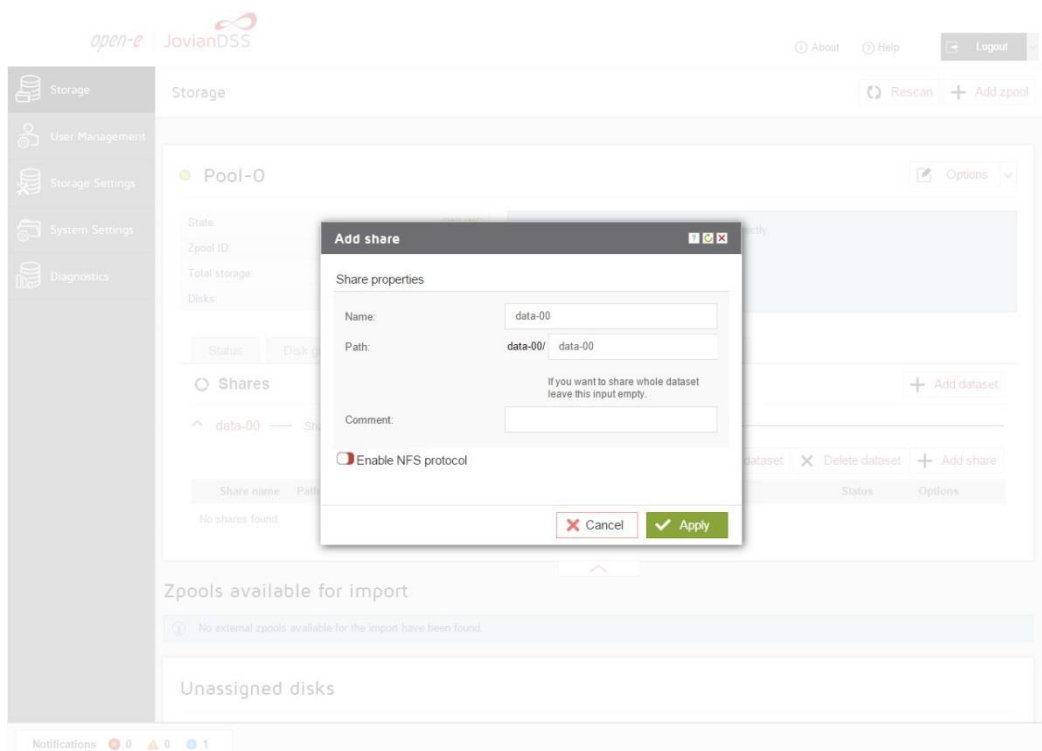 open-e JovianDSS
About Help Logout
Storage
User Management
Storage Settings
System Settings
Diagnostics
Storage
Rescan Add zpool
Pool-0
Options
State:
Zpool ID:
Total storage
Disks:
Status Disk
Shares
Add dataset
data-00
dataset Delete dataset Add share
Share name Path Status Options
No shares found.
Add share
Share properties
Name: data-00
Path: data-00/ data-00
If you want to share whole dataset
leave this input empty.
Comment:
Enable NFS protocol
Cancel Apply
Zpools available for import
No external zpools available for the import have been found.
Unassigned disks
Notifications 0 0 1